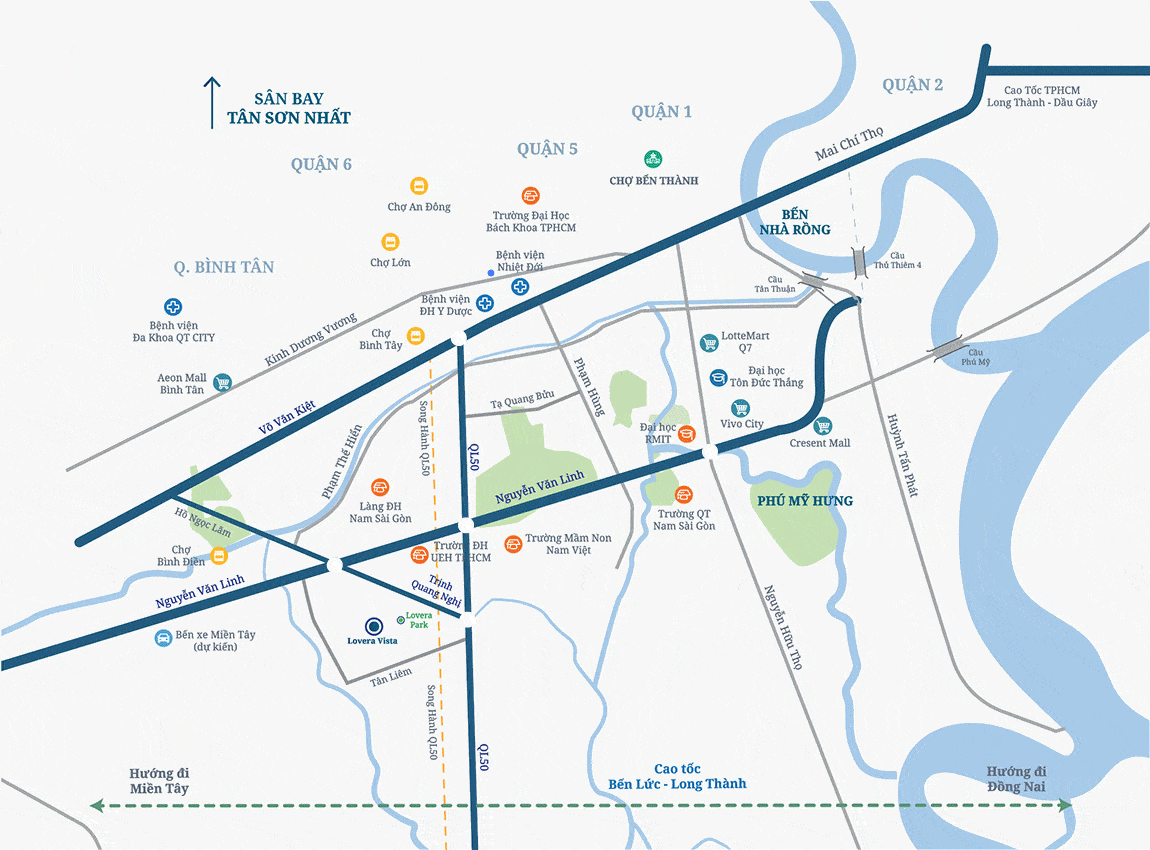 SÂN BAY
TÂN SƠN NHẤT
QUẬN 2
Cao Tốc TPHCM
Long Thành - Dầu Giây
QUẬN 1
Mai Chí Thọ
QUẬN 5
QUẬN 6
CHỢ BẾN THÀNH
Chợ An Đông
Trường Đại Học
Bách Khoa TPHCM
BẾN
NHÀ RỒNG
Chợ Lớn
Bệnh viện
Nhiệt Đới
Cầu
Thủ Thiêm 4
Q. BÌNH TÂN
Cầu
Tân Thuận
Bệnh viện
ĐH Y Dược
Bệnh viện
Đa Khoa QT CITY
Kinh Dương Vương
Chợ
Bình Tây
LotteMart
Q7
Cầu
Phú Mỹ
Aeon Mall
Bình Tân
Đại học
Tôn Đức Thắng
Phạm Hùng
Tạ Quang Bửu
Võ Văn Kiệt
Song Hành QL50
Vivo City
Đại học
RMIT
Cresent Mall
Huỳnh Tấn Phát
QL50
Phạm Thế Hiển
Nguyễn Văn Linh
Làng ĐH
Nam Sài Gòn
PHÚ MỸ HƯNG
Trường QT
Nam Sài Gòn
Hồ Ngọc Lãm
Chợ
Bình Điền
Trường ĐH
UEH TPHCM
Trường Mầm Non
Nam Việt
Nguyễn Văn Linh
Trịnh
Quang Nghị
Lovera
Park
Lovera Vista
Bến xe Miền Tây
(dự kiến)
Nguyễn Hữu Thọ
Tân Liêm
Song Hành QL50
QL50
Hướng đi
Miền Tây
Cao tốc
Bến Lức - Long Thành
Hướng đi
Đồng Nai